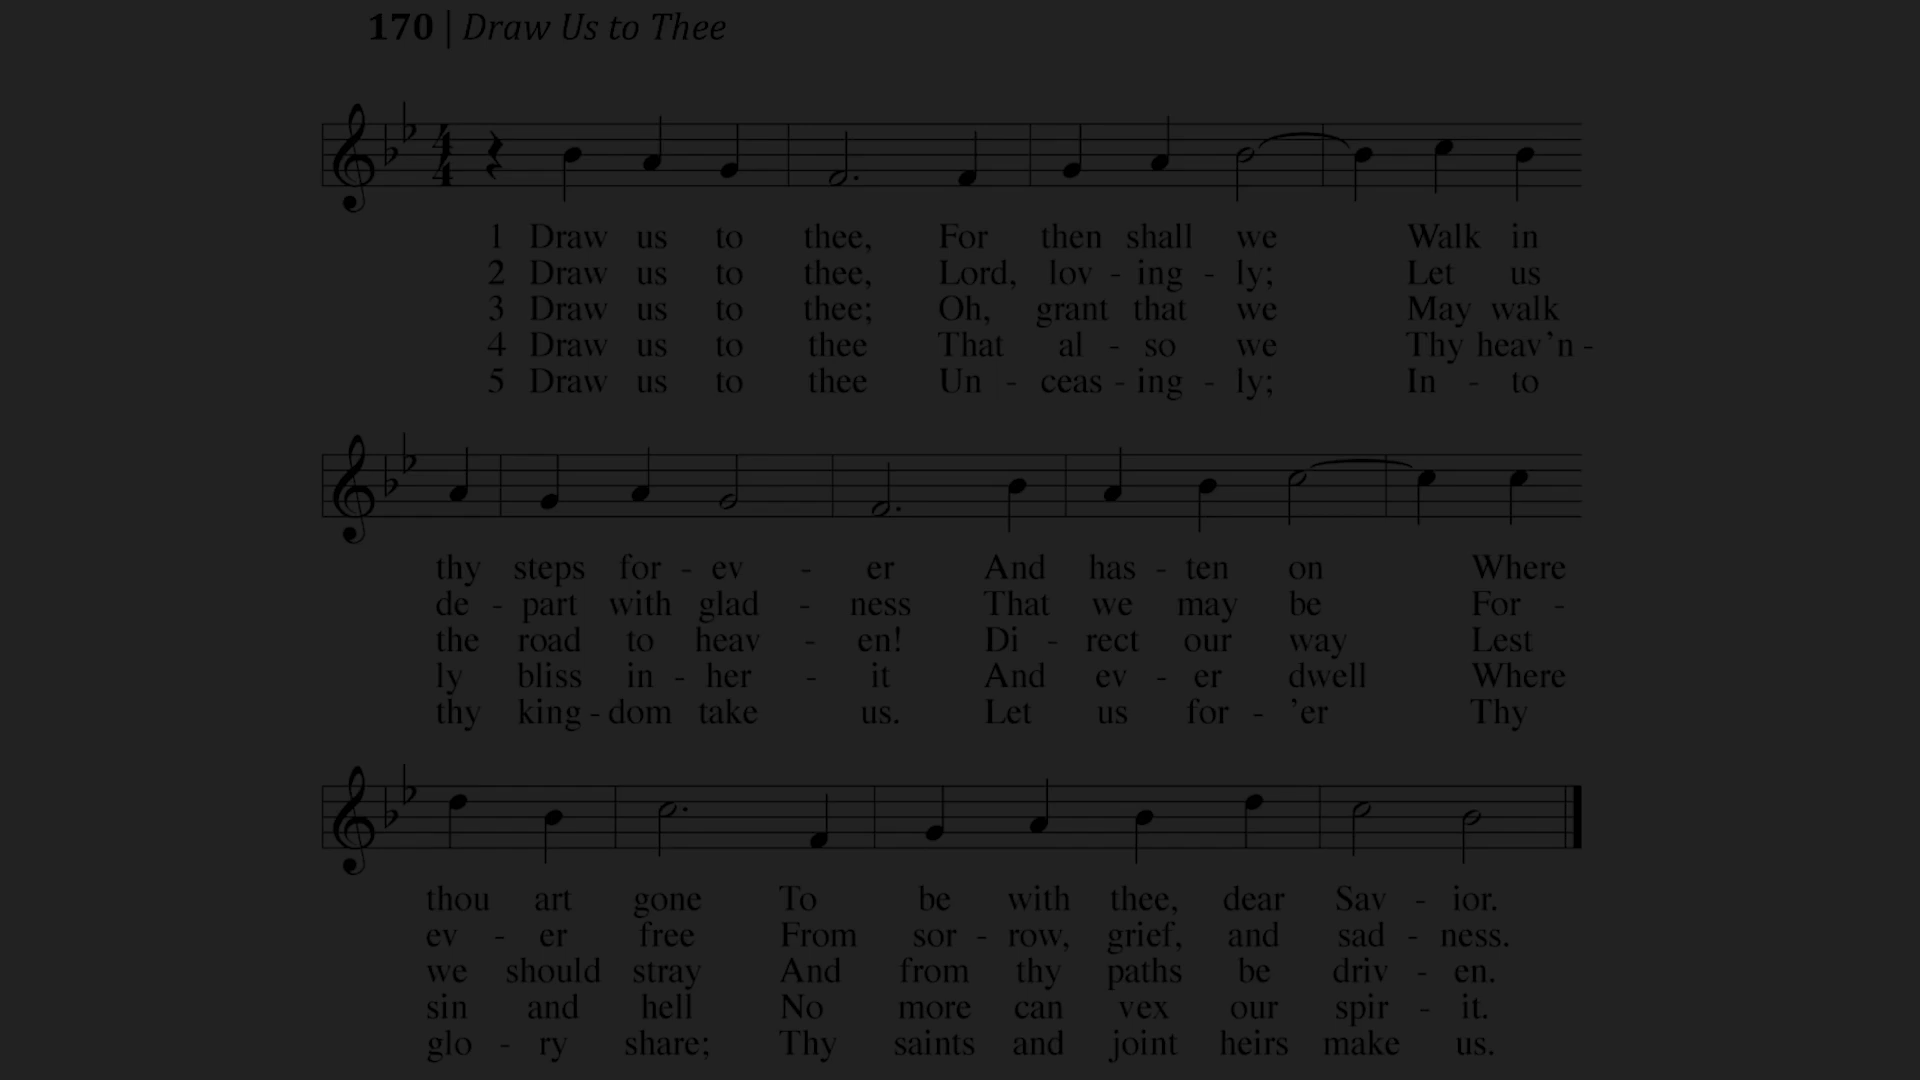 170 | Draw Us to Thee
1 Draw us to thee, For then shall we Walk in
2 Draw us to thee, Lord, lov - ing - ly; Let us
3 Draw us to thee; Oh, grant that we May walk
4 Draw us to thee That al - so we Thy heav'n -
5 Draw us to thee Un - ceas - ing - ly; In - to
thy steps for - ev - er And has - ten on Where
de - part with glad - ness That we may be For -
the road to heav - en! Di - rect our way Lest
ly bliss in - her - it And ev - er dwell Where
thy king - dom take us. Let us for - 'er Thy
thou art gone To be with thee, dear Sav - ior.
ev - er free From sor - row, grief, and sad - ness.
we should stray And from thy paths be driv - en.
sin and hell No more can vex our spir - it.
glo - ry share; Thy saints and joint heirs make us.